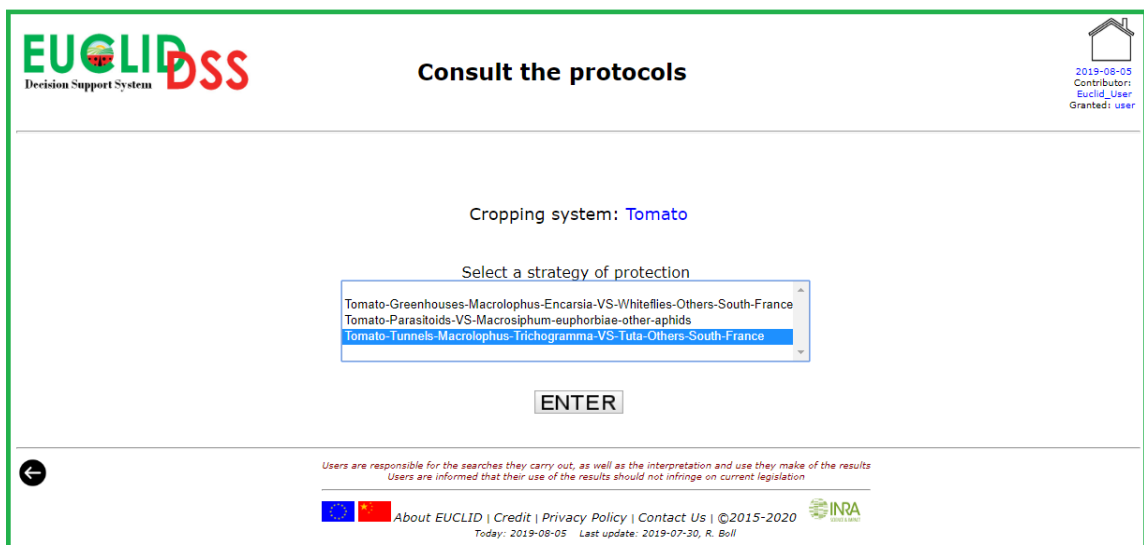 EUCLID DSS
Decision Support System
Consult the protocols
2019-08-05
Contributor:
Euclid_User
Granted: user
Cropping system: Tomato
Select a strategy of protection
Tomato-Greenhouses-Macrolophus-Encarsia-VS-Whiteflies-Others-South-France
Tomato-Parasitoids-VS-Macrosiphum-euphorbiae-other-aphids
Tomato-Tunnels-Macrolophus-Trichogramma-VS-Tuta-Others-South-France
ENTER
Users are responsible for the searches they carry out, as well as the interpretation and use they make of the results
Users are informed that their use of the results should not infringe on current legislation
About EUCLID | Credit | Privacy Policy | Contact Us | ©2015-2020
INRA
Today: 2019-08-05 Last update: 2019-07-30, R. Boll